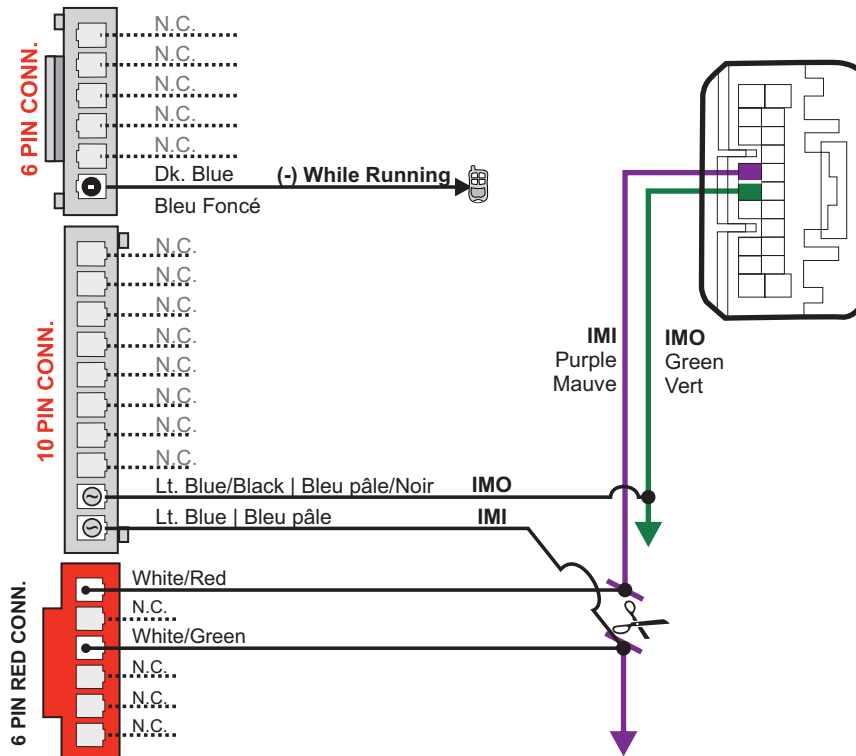 6 PIN CONN.
N.C.
N.C.
N.C.
N.C.
N.C.
Dk. Blue
(-) While Running
Bleu Foncé
10 PIN CONN.
N.C.
N.C.
N.C.
N.C.
N.C.
N.C.
N.C.
N.C.
Lt. Blue/Black | Bleu pâle/Noir
IMO
Lt. Blue | Bleu pâle
IMI
IMI
Purple
Mauve
IMO
Green
Vert
6 PIN RED CONN.
White/Red
N.C.
White/Green
N.C.
N.C.
N.C.